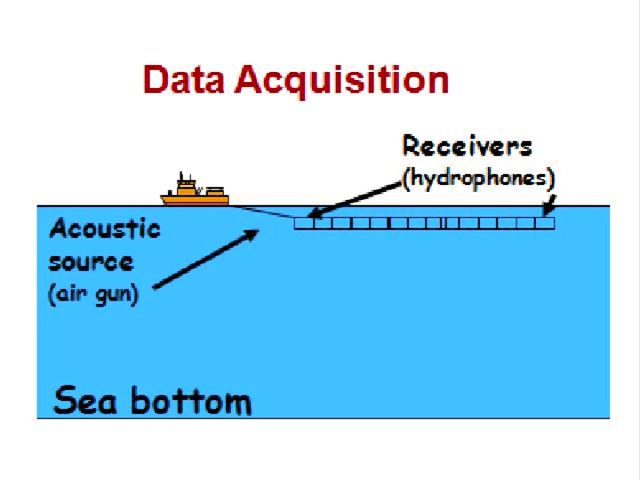 Data Acquisition
Receivers
(hydrophones)
Acoustic
source
(air gun)
Sea bottom